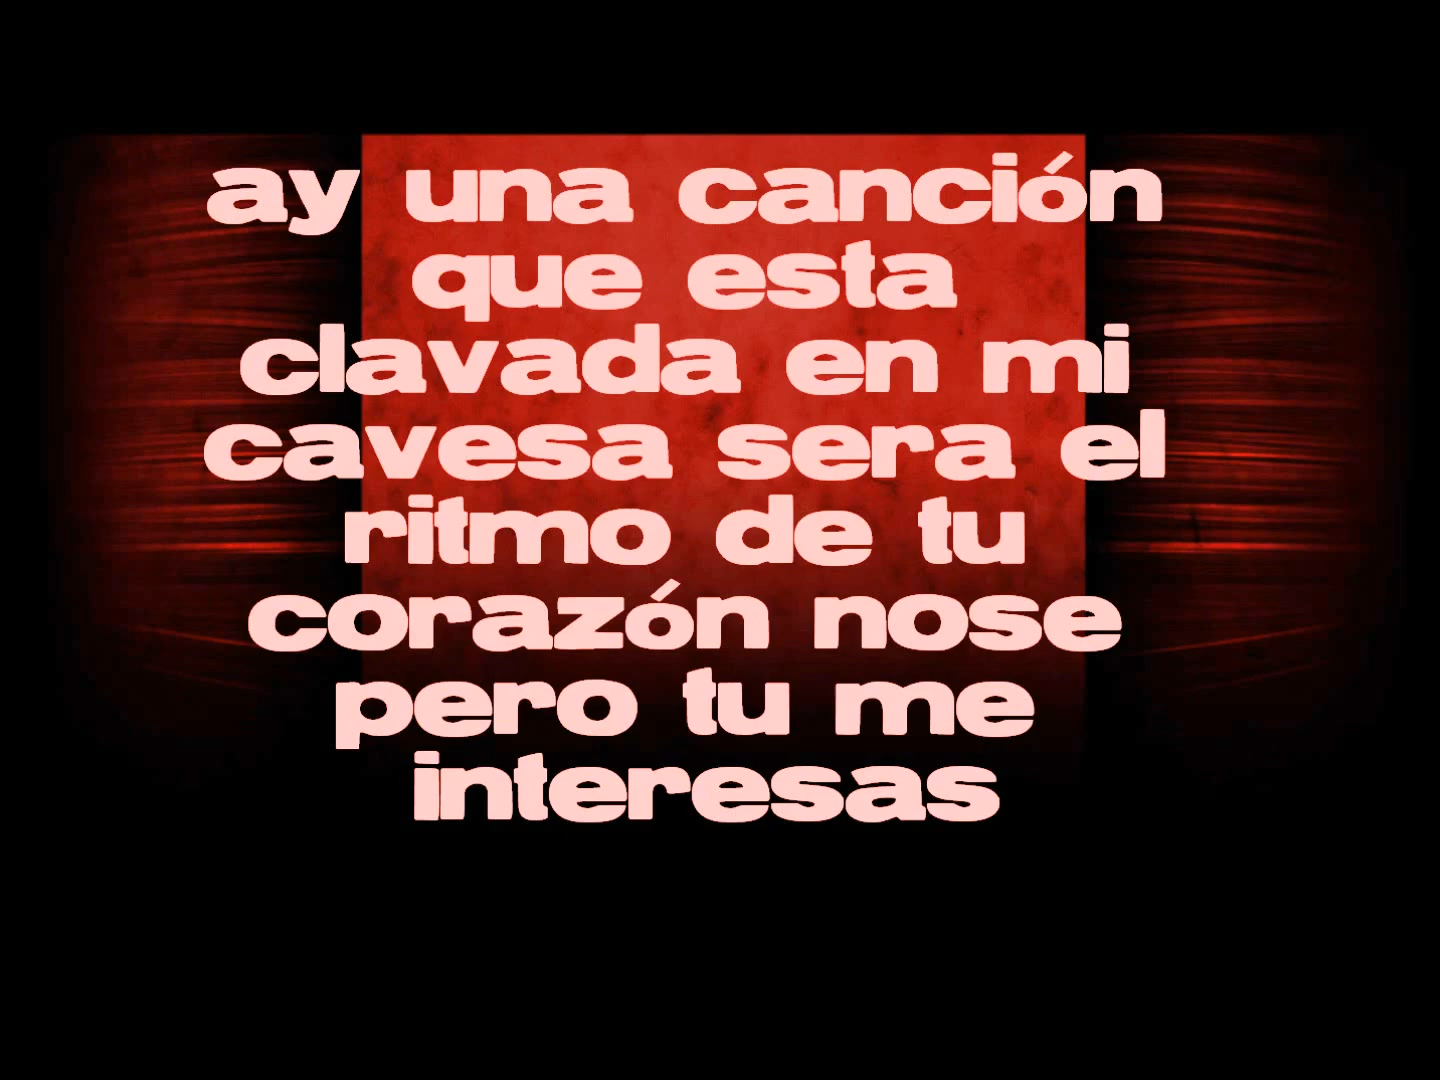 ay una canción
que esta
clavada en mi
cavesa sera el
ritmo de tu
corazón nose
pero tu me
interesas